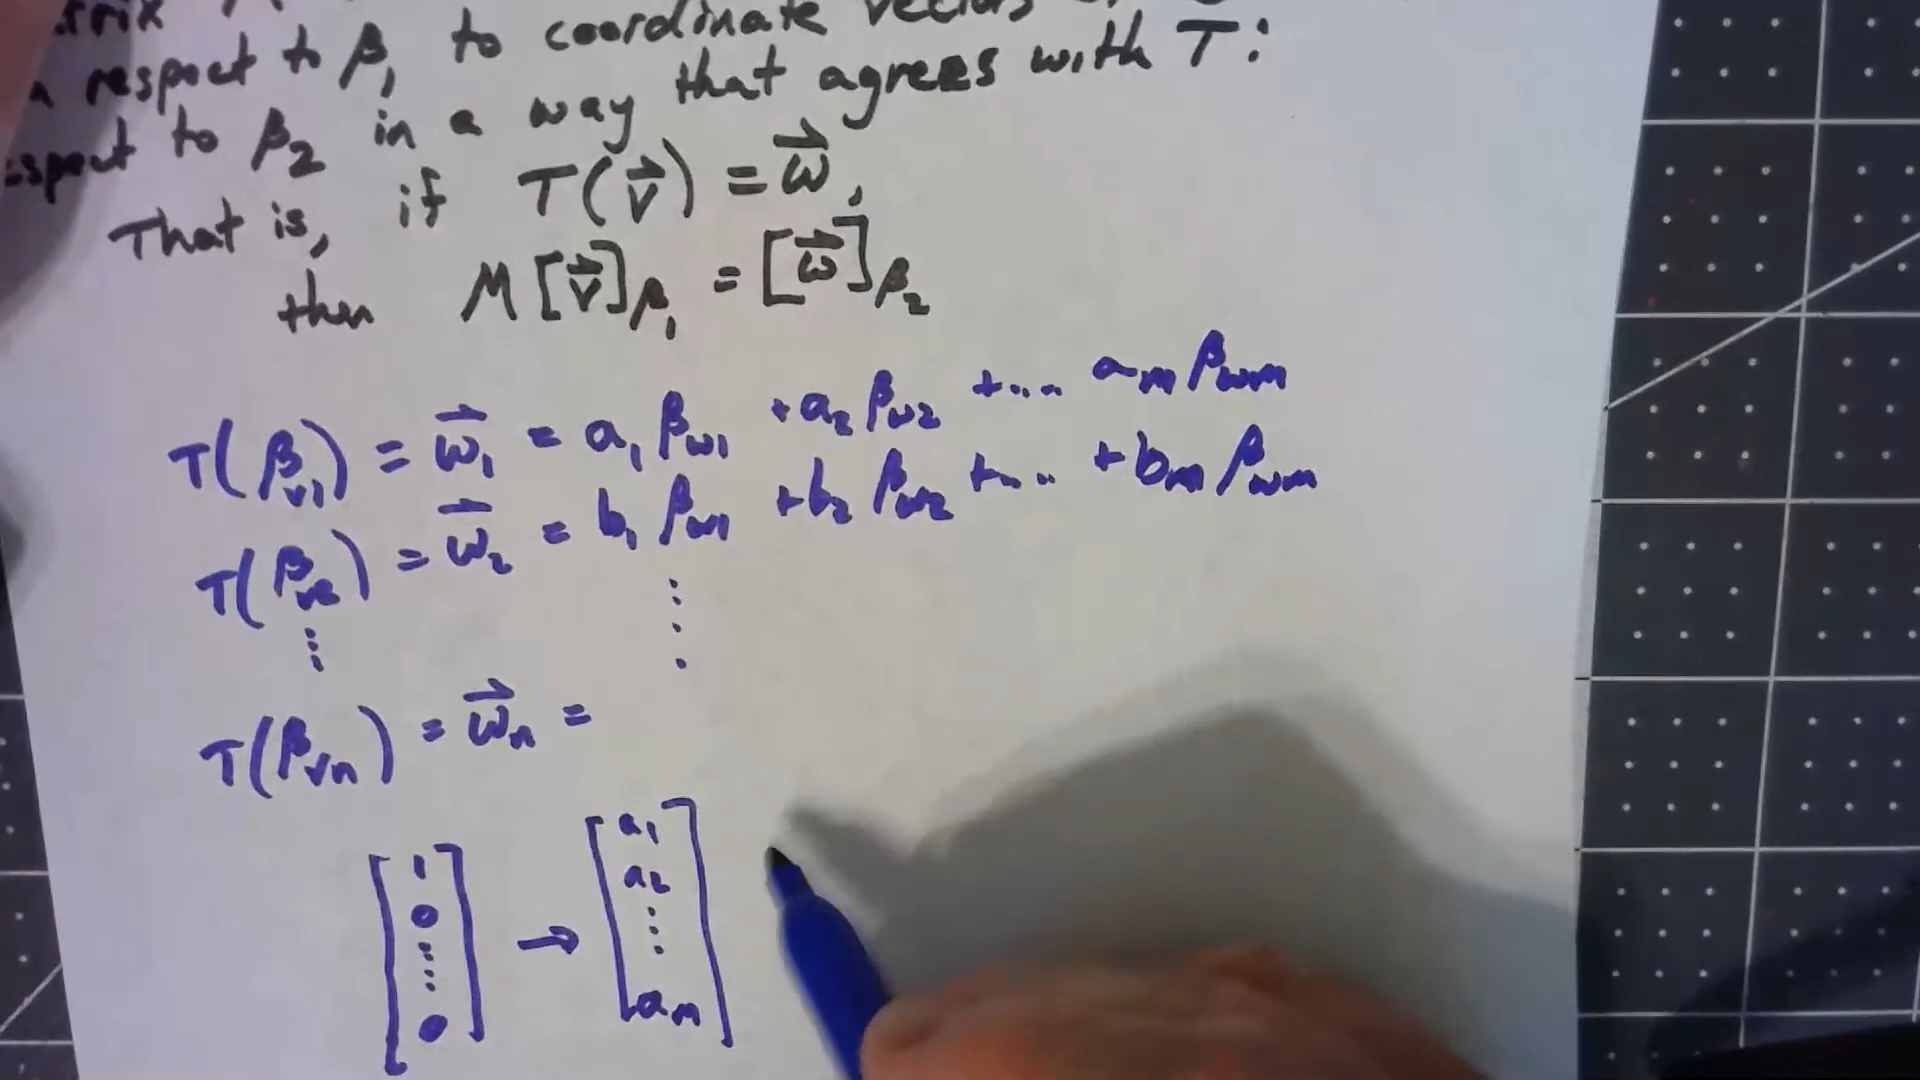 to coordinate
respect to β₁ that agrees with T:
to β₂ in a way
That is, if T(v⃗) = w⃗,
then M[v⃗]β₁ = [w⃗]β₂
T(βv1) = w⃗₁ = a₁ βw1 + a₂ βw2 + ... aₘ βwm
T(βv2) = w⃗₂ = b₁ βw1 + b₂ βw2 + ... + bₘ βwm
⋮ ⋮
T(βvn) = w⃗ₙ =
[1 0 ⋮ 0] → [a₁ a₂ ⋮ aₘ]